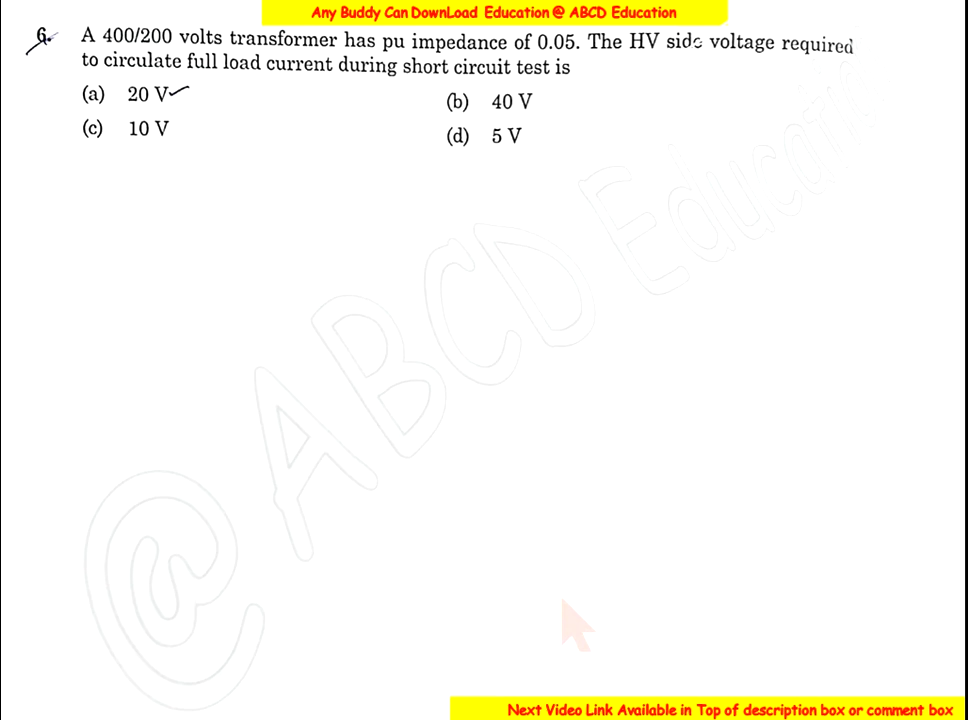 Any Buddy Can DownLoad Education @ ABCD Education
6. A 400/200 volts transformer has pu impedance of 0.05. The HV side voltage required
to circulate full load current during short circuit test is
(a) 20 V (b) 40 V
(c) 10 V (d) 5 V
@ABCD Education
Next Video Link Available in Top of description box or comment box